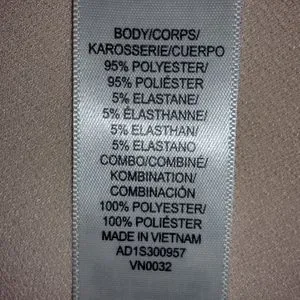 BODY/CORPS/
KAROSSERIE/CUERPO
95% POLYESTER/
95% POLIÉSTER
5% ELASTANE/
5% ÉLASTHANNE/
5% ELASTHAN/
5% ELASTANO
COMBO/COMBINÉ/
KOMBINATION/
COMBINACIÓN
100% POLYESTER/
100% POLIÉSTER
MADE IN VIETNAM
AD1S300957
VN0032